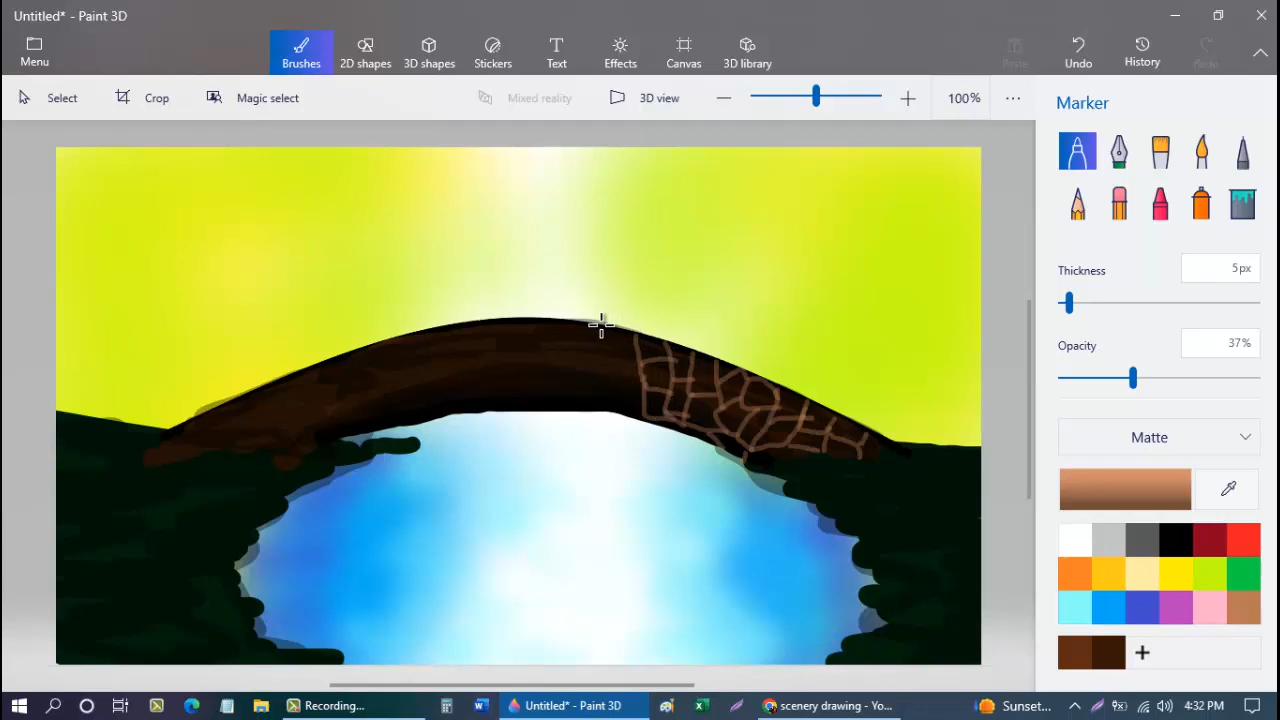 Untitled* - Paint 3D
Menu
Brushes
2D shapes
3D shapes
Stickers
Text
Effects
Canvas
3D library
Paste
Undo
History
Redo
Select
Crop
Magic select
Mixed reality
3D view
100%
Marker
Thickness
5px
Opacity
37%
Matte
Recording...
Untitled* - Paint 3D
scenery drawing - Yo...
Sunset...
4:32 PM